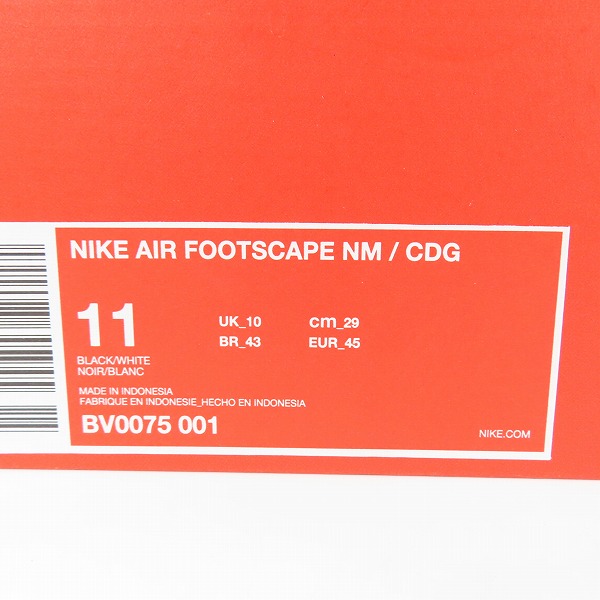 NIKE AIR FOOTSCAPE NM / CDG
11 UK_10 cm_29
BR_43 EUR_45
BLACK/WHITE
NOIR/BLANC
MADE IN INDONESIA
FABRIQUE EN INDONESIE_HECHO EN INDONESIA
BV0075 001
NIKE.COM